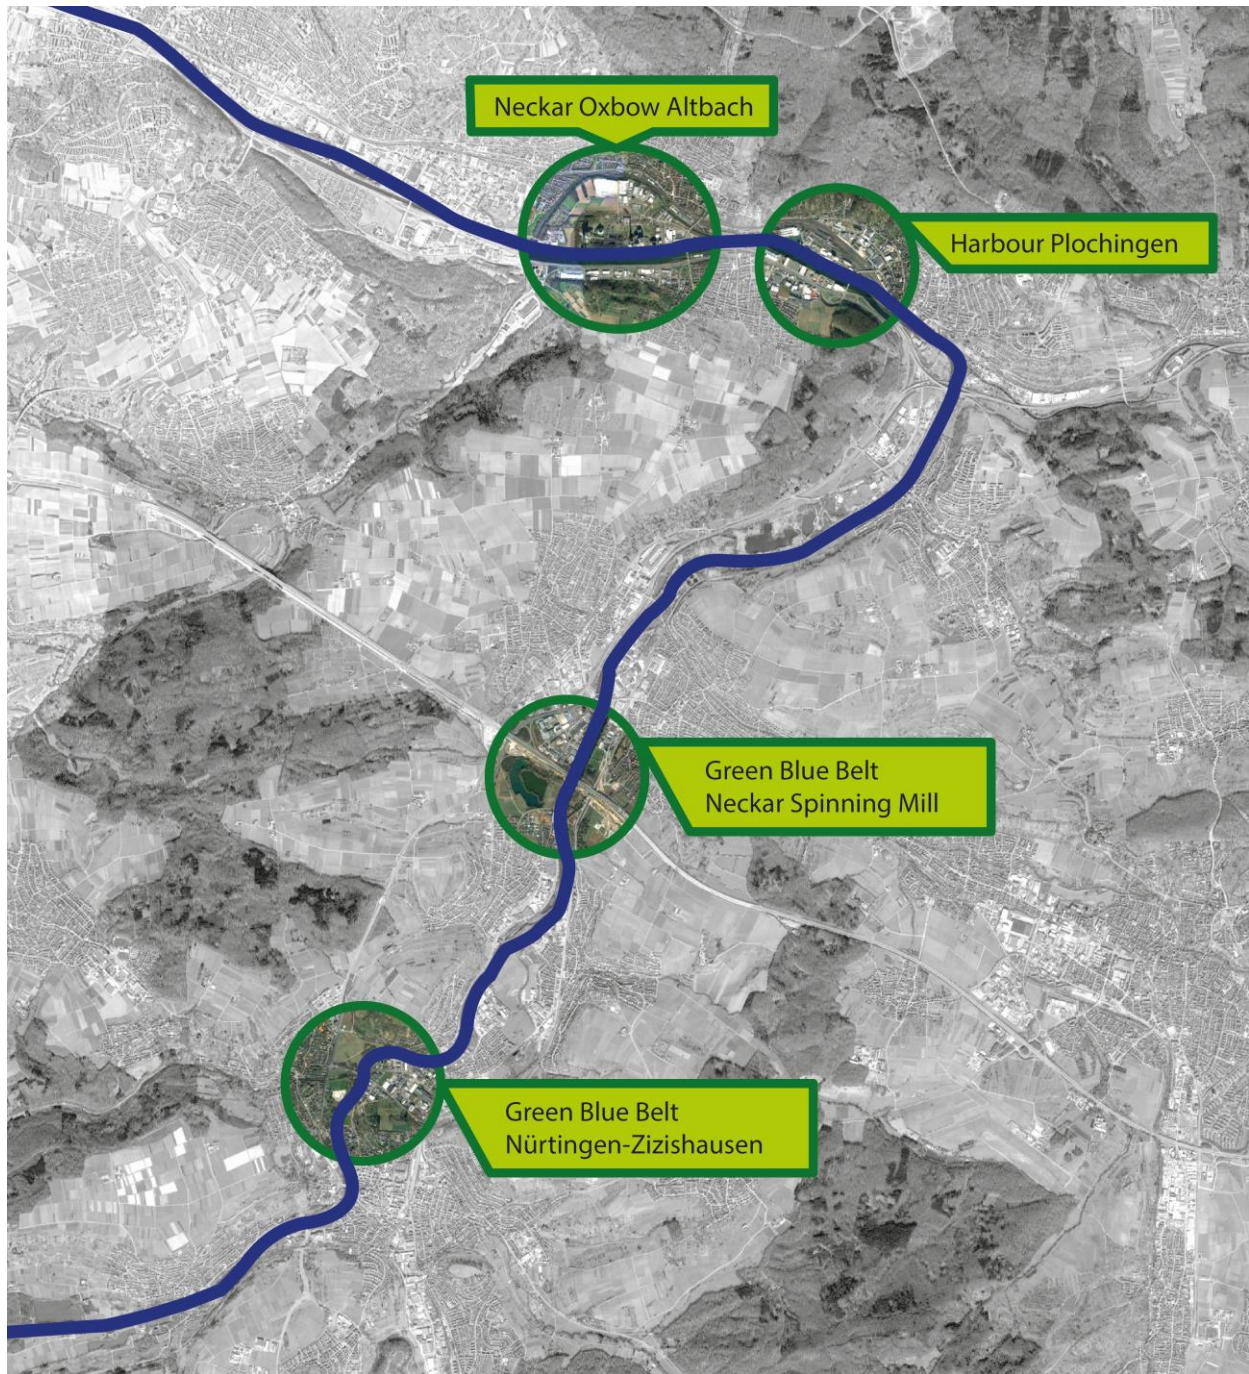 Neckar Oxbow Altbach
Harbour Plochingen
Green Blue Belt
Neckar Spinning Mill
Green Blue Belt
Nürtingen-Zizishausen